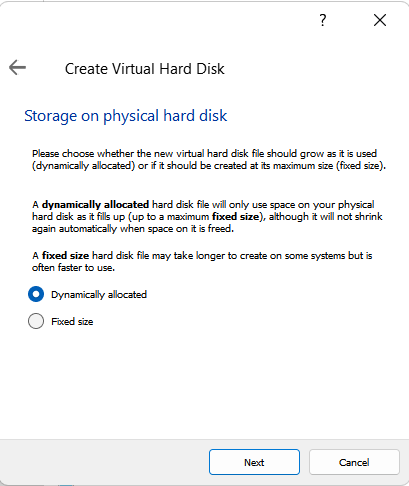 ?
Create Virtual Hard Disk
Storage on physical hard disk
Please choose whether the new virtual hard disk file should grow as it is used
(dynamically allocated) or if it should be created at its maximum size (fixed size).
A dynamically allocated hard disk file will only use space on your physical
hard disk as it fills up (up to a maximum fixed size), although it will not shrink
again automatically when space on it is freed.
A fixed size hard disk file may take longer to create on some systems but is
often faster to use.
Dynamically allocated
Fixed size
Next
Cancel